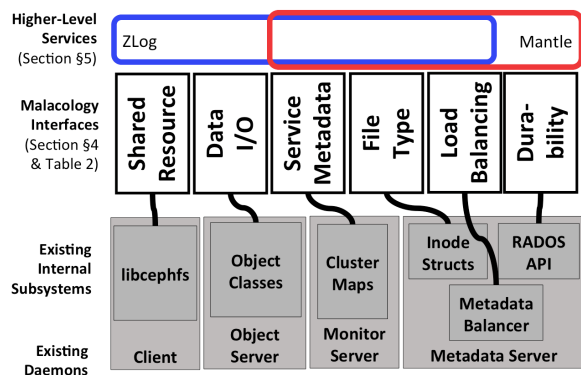 Higher-Level
Services
(Section §5)
ZLog
Mantle
Malacology
Interfaces
(Section §4
& Table 2)
Shared
Resource
Data
I/O
Service
Metadata
File
Type
Load
Balancing
Dura-
bility
Existing
Internal
Subsystems
libcephfs
Object
Classes
Cluster
Maps
Inode
Structs
RADOS
API
Metadata
Balancer
Existing
Daemons
Client
Object
Server
Monitor
Server
Metadata Server